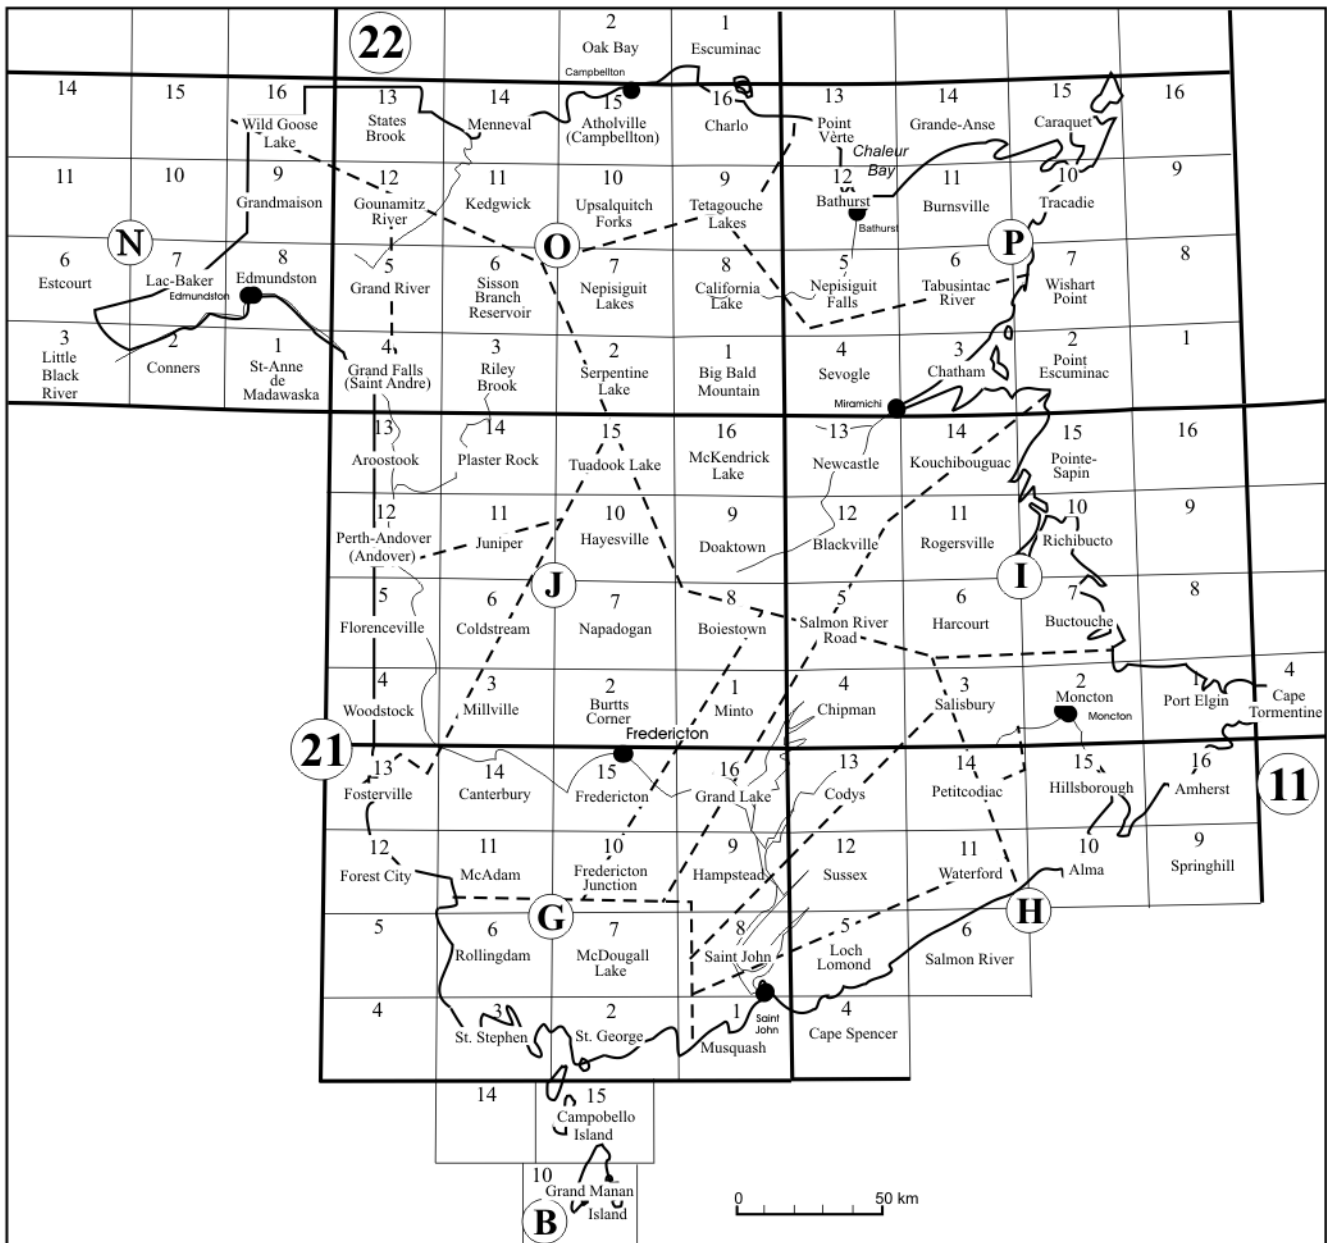 22
2
Oak Bay
1
Escuminac
Campbellton
14
15
16
Wild Goose
Lake
13
States
Brook
14
Menneval
15
Atholville
(Campbellton)
16
Charlo
13
Point
Vèrte
14
Grande-Anse
15
Caraquet
16
Chaleur
Bay
11
10
9
Grandmaison
12
Gounamitz
River
11
Kedgwick
10
Upsalquitch
Forks
9
Tetagouche
Lakes
12
Bathurst
Bathurst
11
Burnsville
10
Tracadie
9
N
O
P
6
Estcourt
7
Lac-Baker
8
Edmundston
Edmundston
5
Grand River
6
Sisson
Branch
Reservoir
7
Nepisiguit
Lakes
8
California
Lake
5
Nepisiguit
Falls
6
Tabusintac
River
7
Wishart
Point
8
3
Little
Black
River
2
Conners
1
St-Anne
de
Madawaska
4
Grand Falls
(Saint Andre)
3
Riley
Brook
2
Serpentine
Lake
1
Big Bald
Mountain
4
Sevogle
3
Chatham
2
Point
Escuminac
1
Miramichi
13
Aroostook
14
Plaster Rock
15
Tuadook Lake
16
McKendrick
Lake
13
Newcastle
14
Kouchibouguac
15
Pointe-
Sapin
16
12
Perth-Andover
(Andover)
11
Juniper
10
Hayesville
9
Doaktown
12
Blackville
11
Rogersville
10
Richibucto
9
J
I
5
Florenceville
6
Coldstream
7
Napadogan
8
Boiestown
5
Salmon River
Road
6
Harcourt
7
Buctouche
8
4
Woodstock
3
Millville
2
Burtts
Corner
1
Minto
4
Chipman
3
Salisbury
2
Moncton
Moncton
1
Port Elgin
4
Cape
Tormentine
Fredericton
21
11
13
Fosterville
14
Canterbury
15
Fredericton
16
Grand Lake
13
Codys
14
Petitcodiac
15
Hillsborough
16
Amherst
12
Forest City
11
McAdam
10
Fredericton
Junction
9
Hampstead
12
Sussex
11
Waterford
10
Alma
9
Springhill
G
H
5
6
Rollingdam
7
McDougall
Lake
8
Saint John
5
Loch
Lomond
6
Salmon River
4
3
St. Stephen
2
St. George
1
Musquash
Saint
John
4
Cape Spencer
14
15
Campobello
Island
10
Grand Manan
Island
B
0
50 km